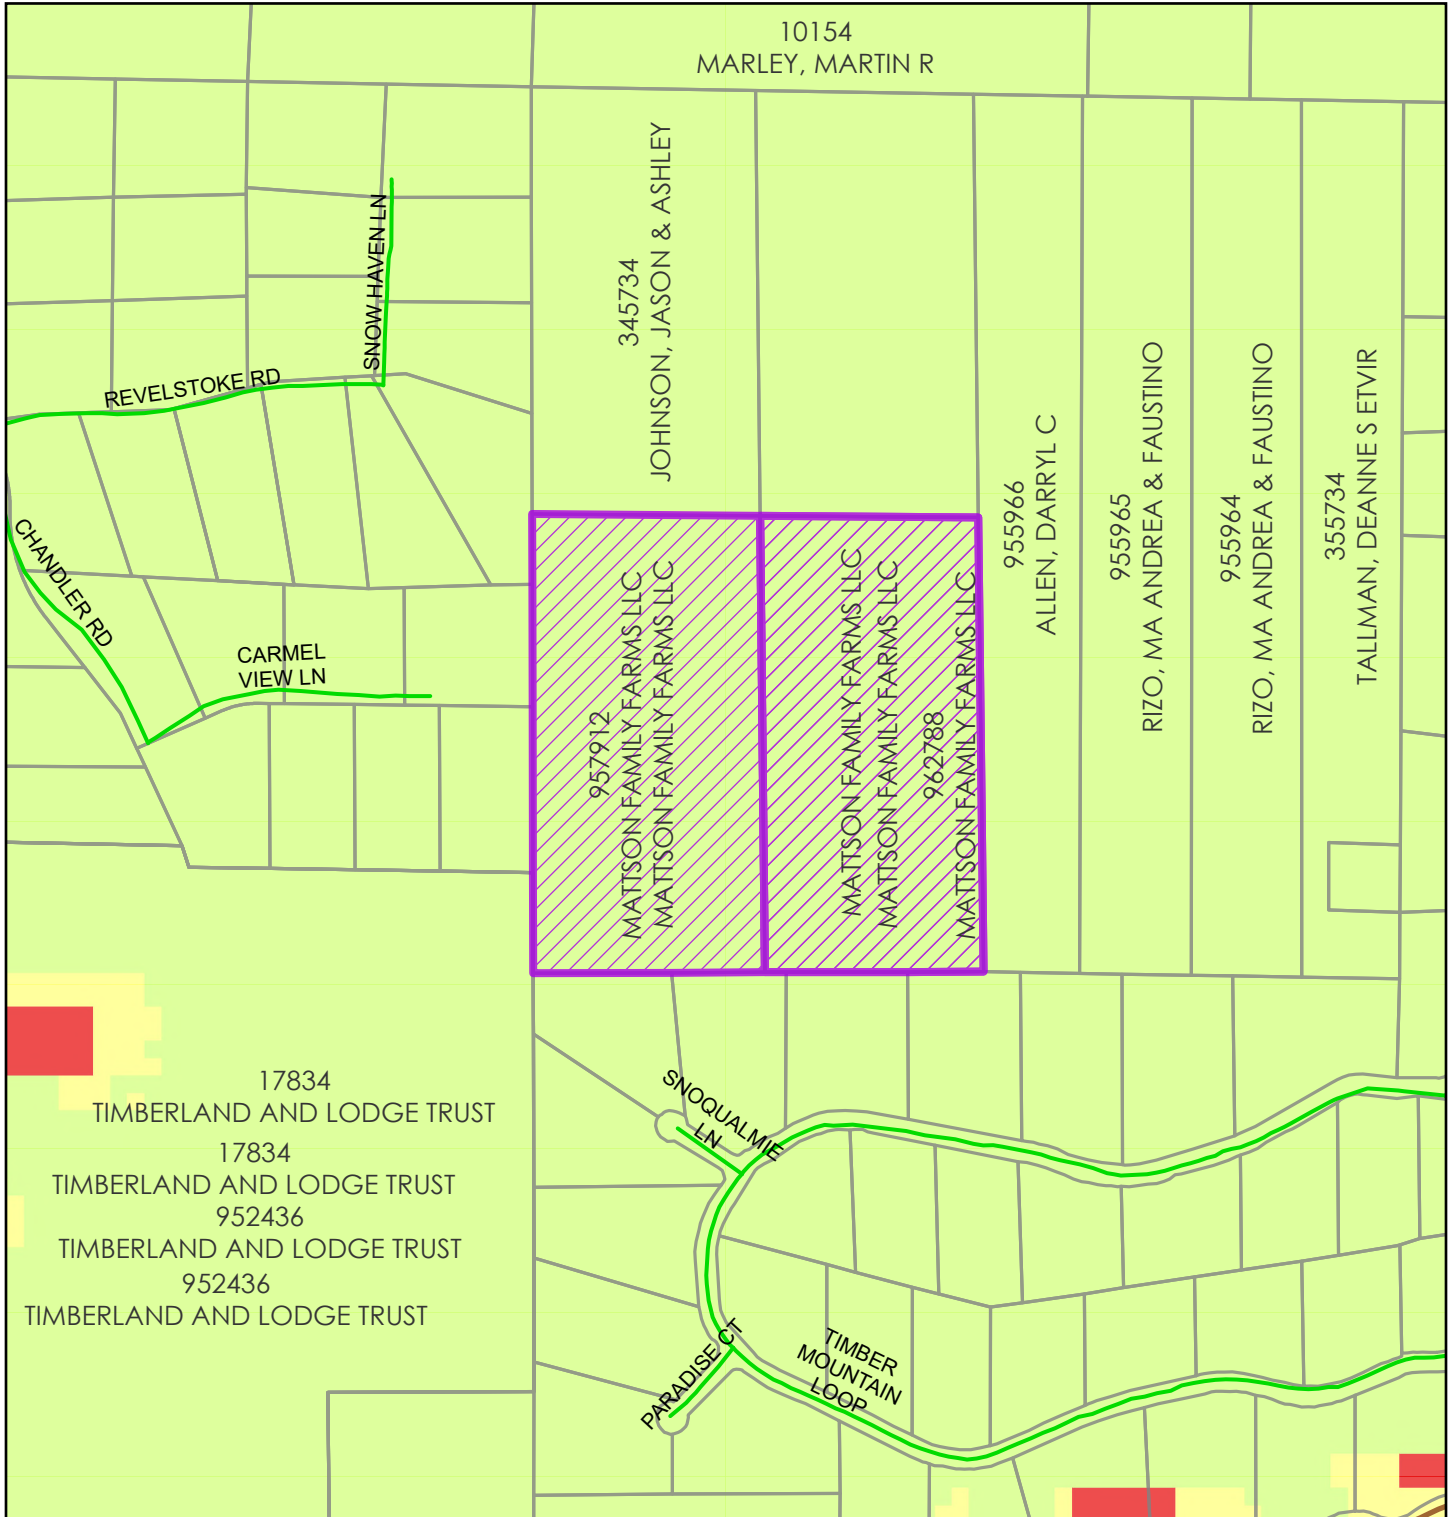 10154
MARLEY, MARTIN R
345734
JOHNSON, JASON & ASHLEY
SNOW HAVEN LN
REVELSTOKE RD
955966
ALLEN, DARRYL C
955965
RIZO, MA ANDREA & FAUSTINO
955964
RIZO, MA ANDREA & FAUSTINO
355734
TALLMAN, DEANNE S ETVIR
CHANDLER RD
CARMEL
VIEW LN
957912
MATTSON FAMILY FARMS LLC
MATTSON FAMILY FARMS LLC
MATTSON FAMILY FARMS LLC
MATTSON FAMILY FARMS LLC
962788
MATTSON FAMILY FARMS LLC
17834
TIMBERLAND AND LODGE TRUST
17834
TIMBERLAND AND LODGE TRUST
952436
TIMBERLAND AND LODGE TRUST
952436
TIMBERLAND AND LODGE TRUST
SNOQUALMIE
LN
PARADISE CT
TIMBER
MOUNTAIN
LOOP